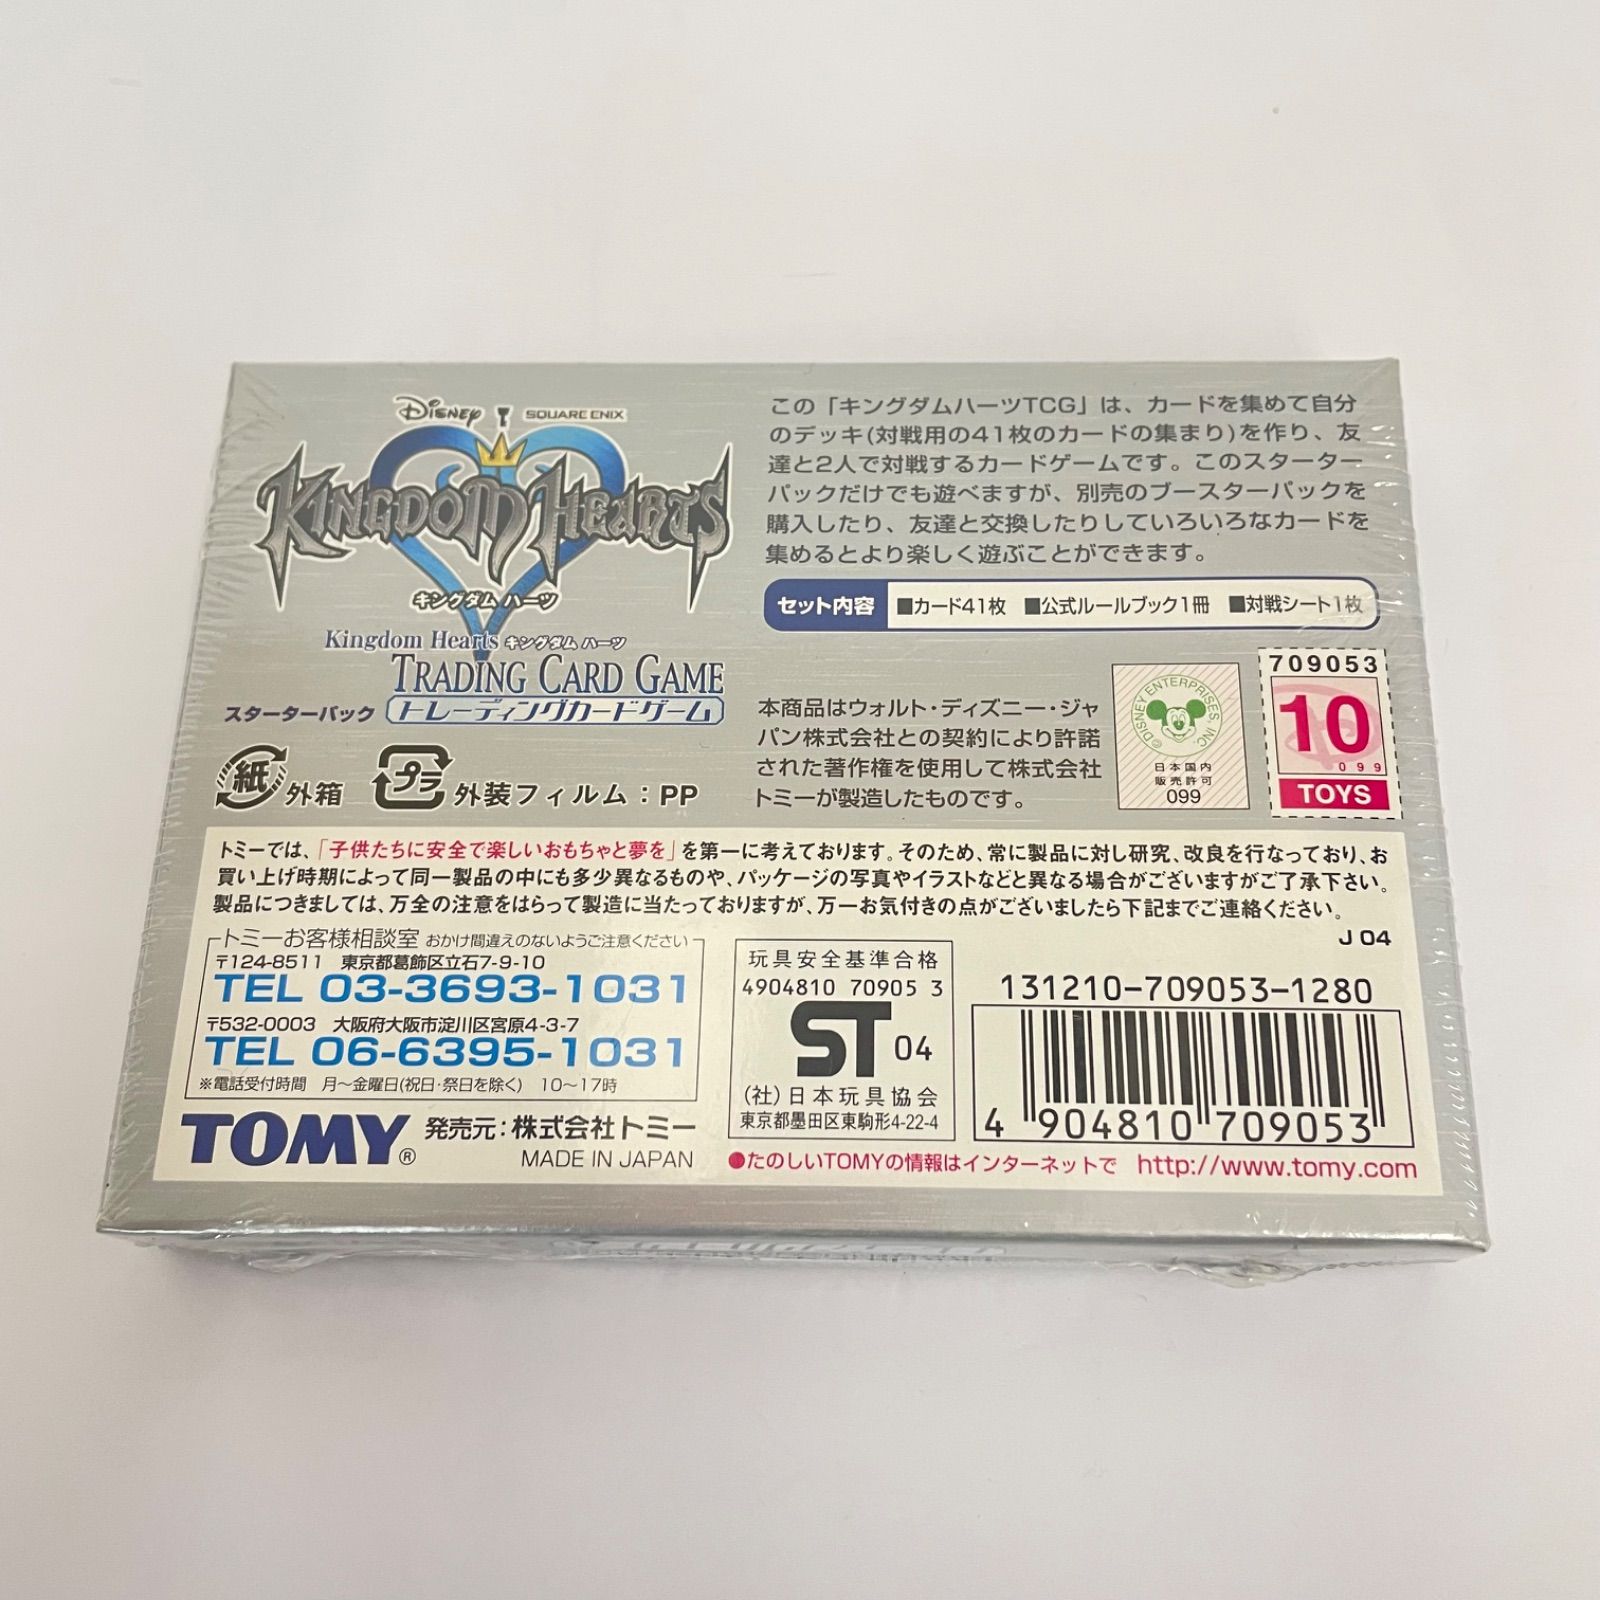 Disney SQUARE ENIX
KINGDOM HEARTS
キングダム ハーツ
Kingdom Hearts キングダム ハーツ
TRADING CARD GAME
スターターパック トレーディングカードゲーム
紙 外箱 プラ 外装フィルム：PP
この「キングダムハーツTCG」は、カードを集めて自分
のデッキ(対戦用の41枚のカードの集まり)を作り、友
達と2人で対戦するカードゲームです。このスターター
パックだけでも遊べますが、別売のブースターパックを
購入したり、友達と交換したりしていろいろなカードを
集めるとより楽しく遊ぶことができます。
セット内容 ■カード41枚 ■公式ルールブック1冊 ■対戦シート1枚
本商品はウォルト・ディズニー・ジャ
パン株式会社との契約により許諾
された著作権を使用して株式会社
トミーが製造したものです。
©DISNEY ENTERPRISES, INC
日本国内
販売許可
099
709053
10
099
TOYS
トミーでは、「子供たちに安全で楽しいおもちゃと夢を」を第一に考えております。そのため、常に製品に対し研究、改良を行なっており、お
買い上げ時期によって同一製品の中にも多少異なるものや、パッケージの写真やイラストなどと異なる場合がございますがご了承下さい。
製品につきましては、万全の注意をはらって製造に当たっておりますが、万一お気付きの点がございましたら下記までご連絡ください。
J 04
トミーお客様相談室 おかけ間違えのないようご注意ください
〒124-8511 東京都葛飾区立石7-9-10
TEL 03-3693-1031
〒532-0003 大阪府大阪市淀川区宮原4-3-7
TEL 06-6395-1031
※電話受付時間 月〜金曜日(祝日・祭日を除く) 10〜17時
TOMY® 発売元：株式会社トミー
MADE IN JAPAN
玩具安全基準合格
4904810 70905 3
ST 04
(社)日本玩具協会
東京都墨田区東駒形4-22-4
131210-709053-1280
4 904810 709053
●たのしいTOMYの情報はインターネットで http://www.tomy.com